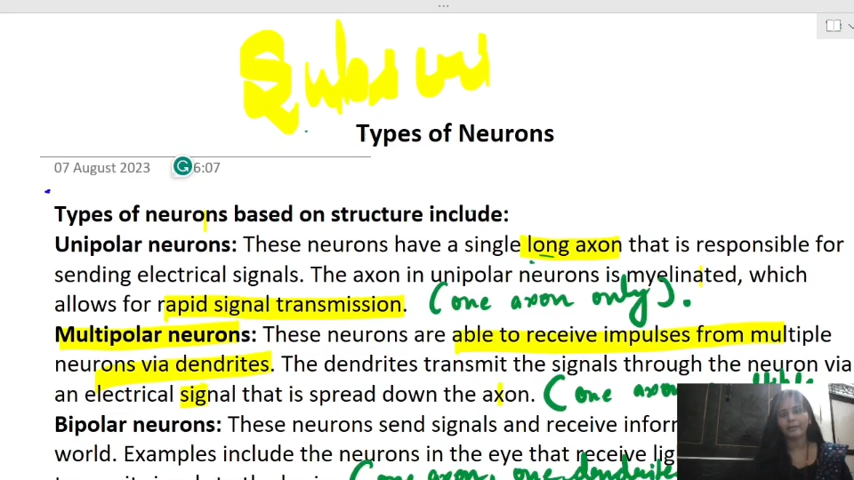 Types of Neurons
07 August 2023 6:07
Types of neurons based on structure include:
Unipolar neurons: These neurons have a single long axon that is responsible for
sending electrical signals. The axon in unipolar neurons is myelinated, which
allows for rapid signal transmission. (one axon only).
Multipolar neurons: These neurons are able to receive impulses from multiple
neurons via dendrites. The dendrites transmit the signals through the neuron via
an electrical signal that is spread down the axon. (one axon
Bipolar neurons: These neurons send signals and receive
world. Examples include the neurons in the eye that receive
(one axon, one dendrite